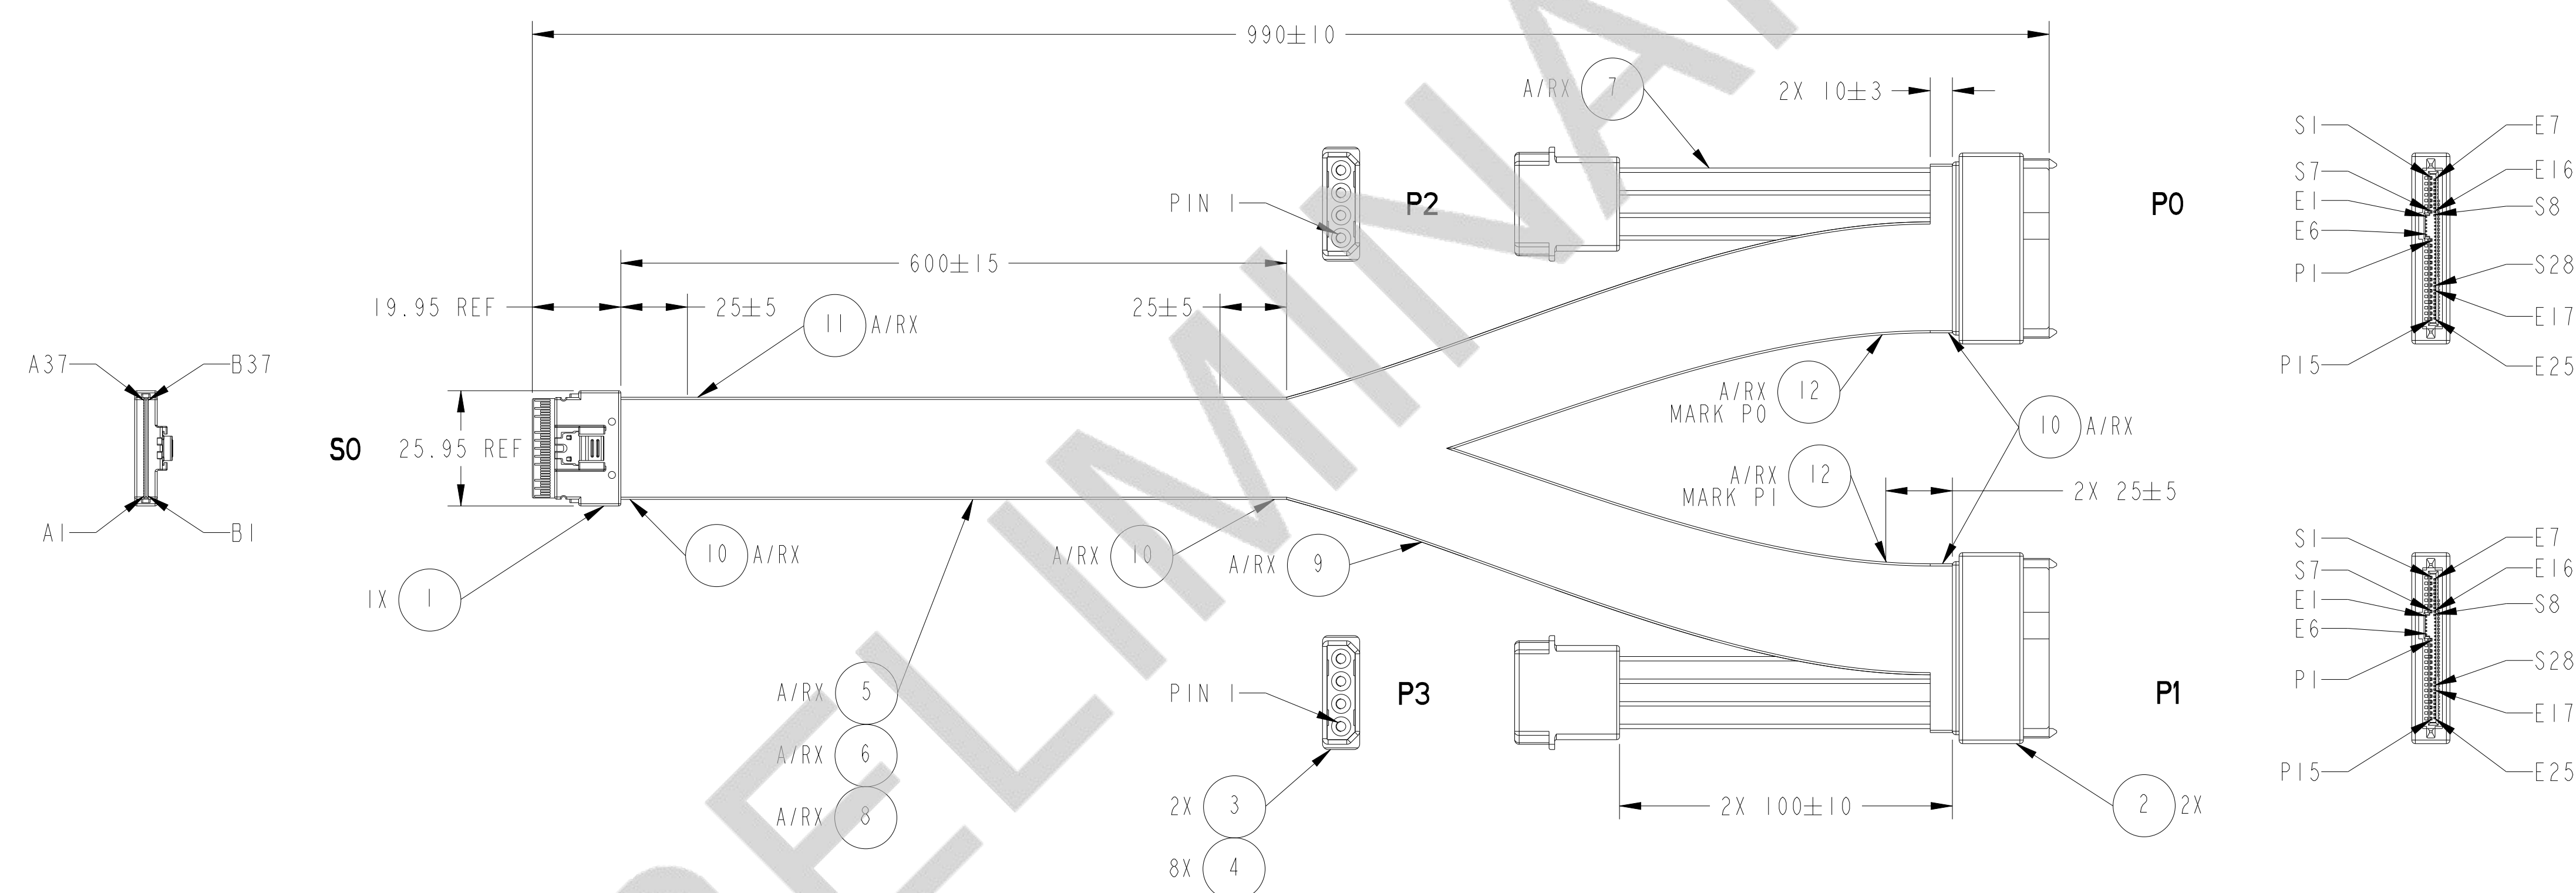 990±10
A/RX 7
2X 10±3
S1
E7
S7
E16
E1
S8
E6
P1
S28
E17
P15
E25
PIN 1
P2
P0
600±15
19.95 REF
25±5
25±5
11 A/RX
A37
B37
S0
25.95 REF
A1
B1
A/RX 12
MARK P0
10 A/RX
A/RX 12
MARK P1
2X 25±5
10 A/RX
A/RX 10
A/RX 9
1X 1
S1
E7
S7
E16
E1
S8
E6
P1
S28
E17
P15
E25
A/RX 5
A/RX 6
A/RX 8
PIN 1
P3
P1
2X 3
8X 4
2X 100±10
2 2X
PRELIMINAR